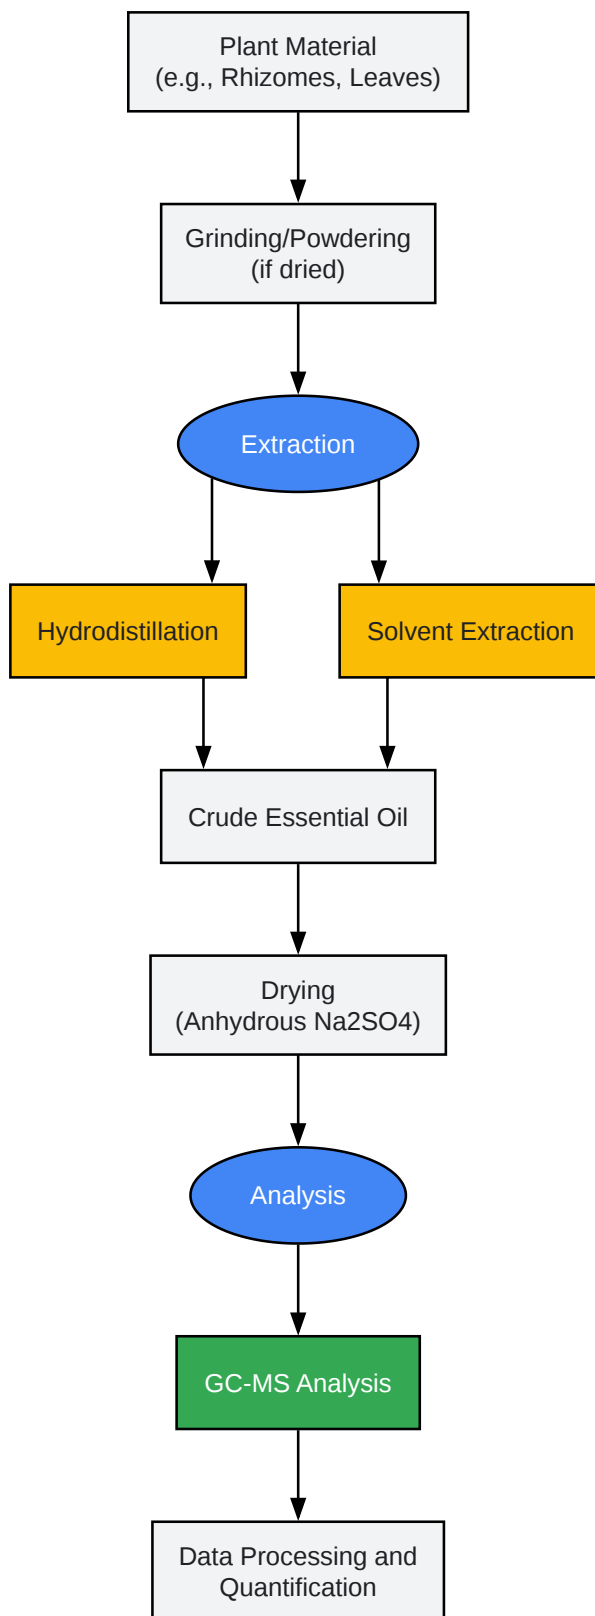 Plant Material
(e.g., Rhizomes, Leaves)
Grinding/Powdering
(if dried)
Extraction
Hydrodistillation
Solvent Extraction
Crude Essential Oil
Drying
(Anhydrous Na2SO4)
Analysis
GC-MS Analysis
Data Processing and
Quantification